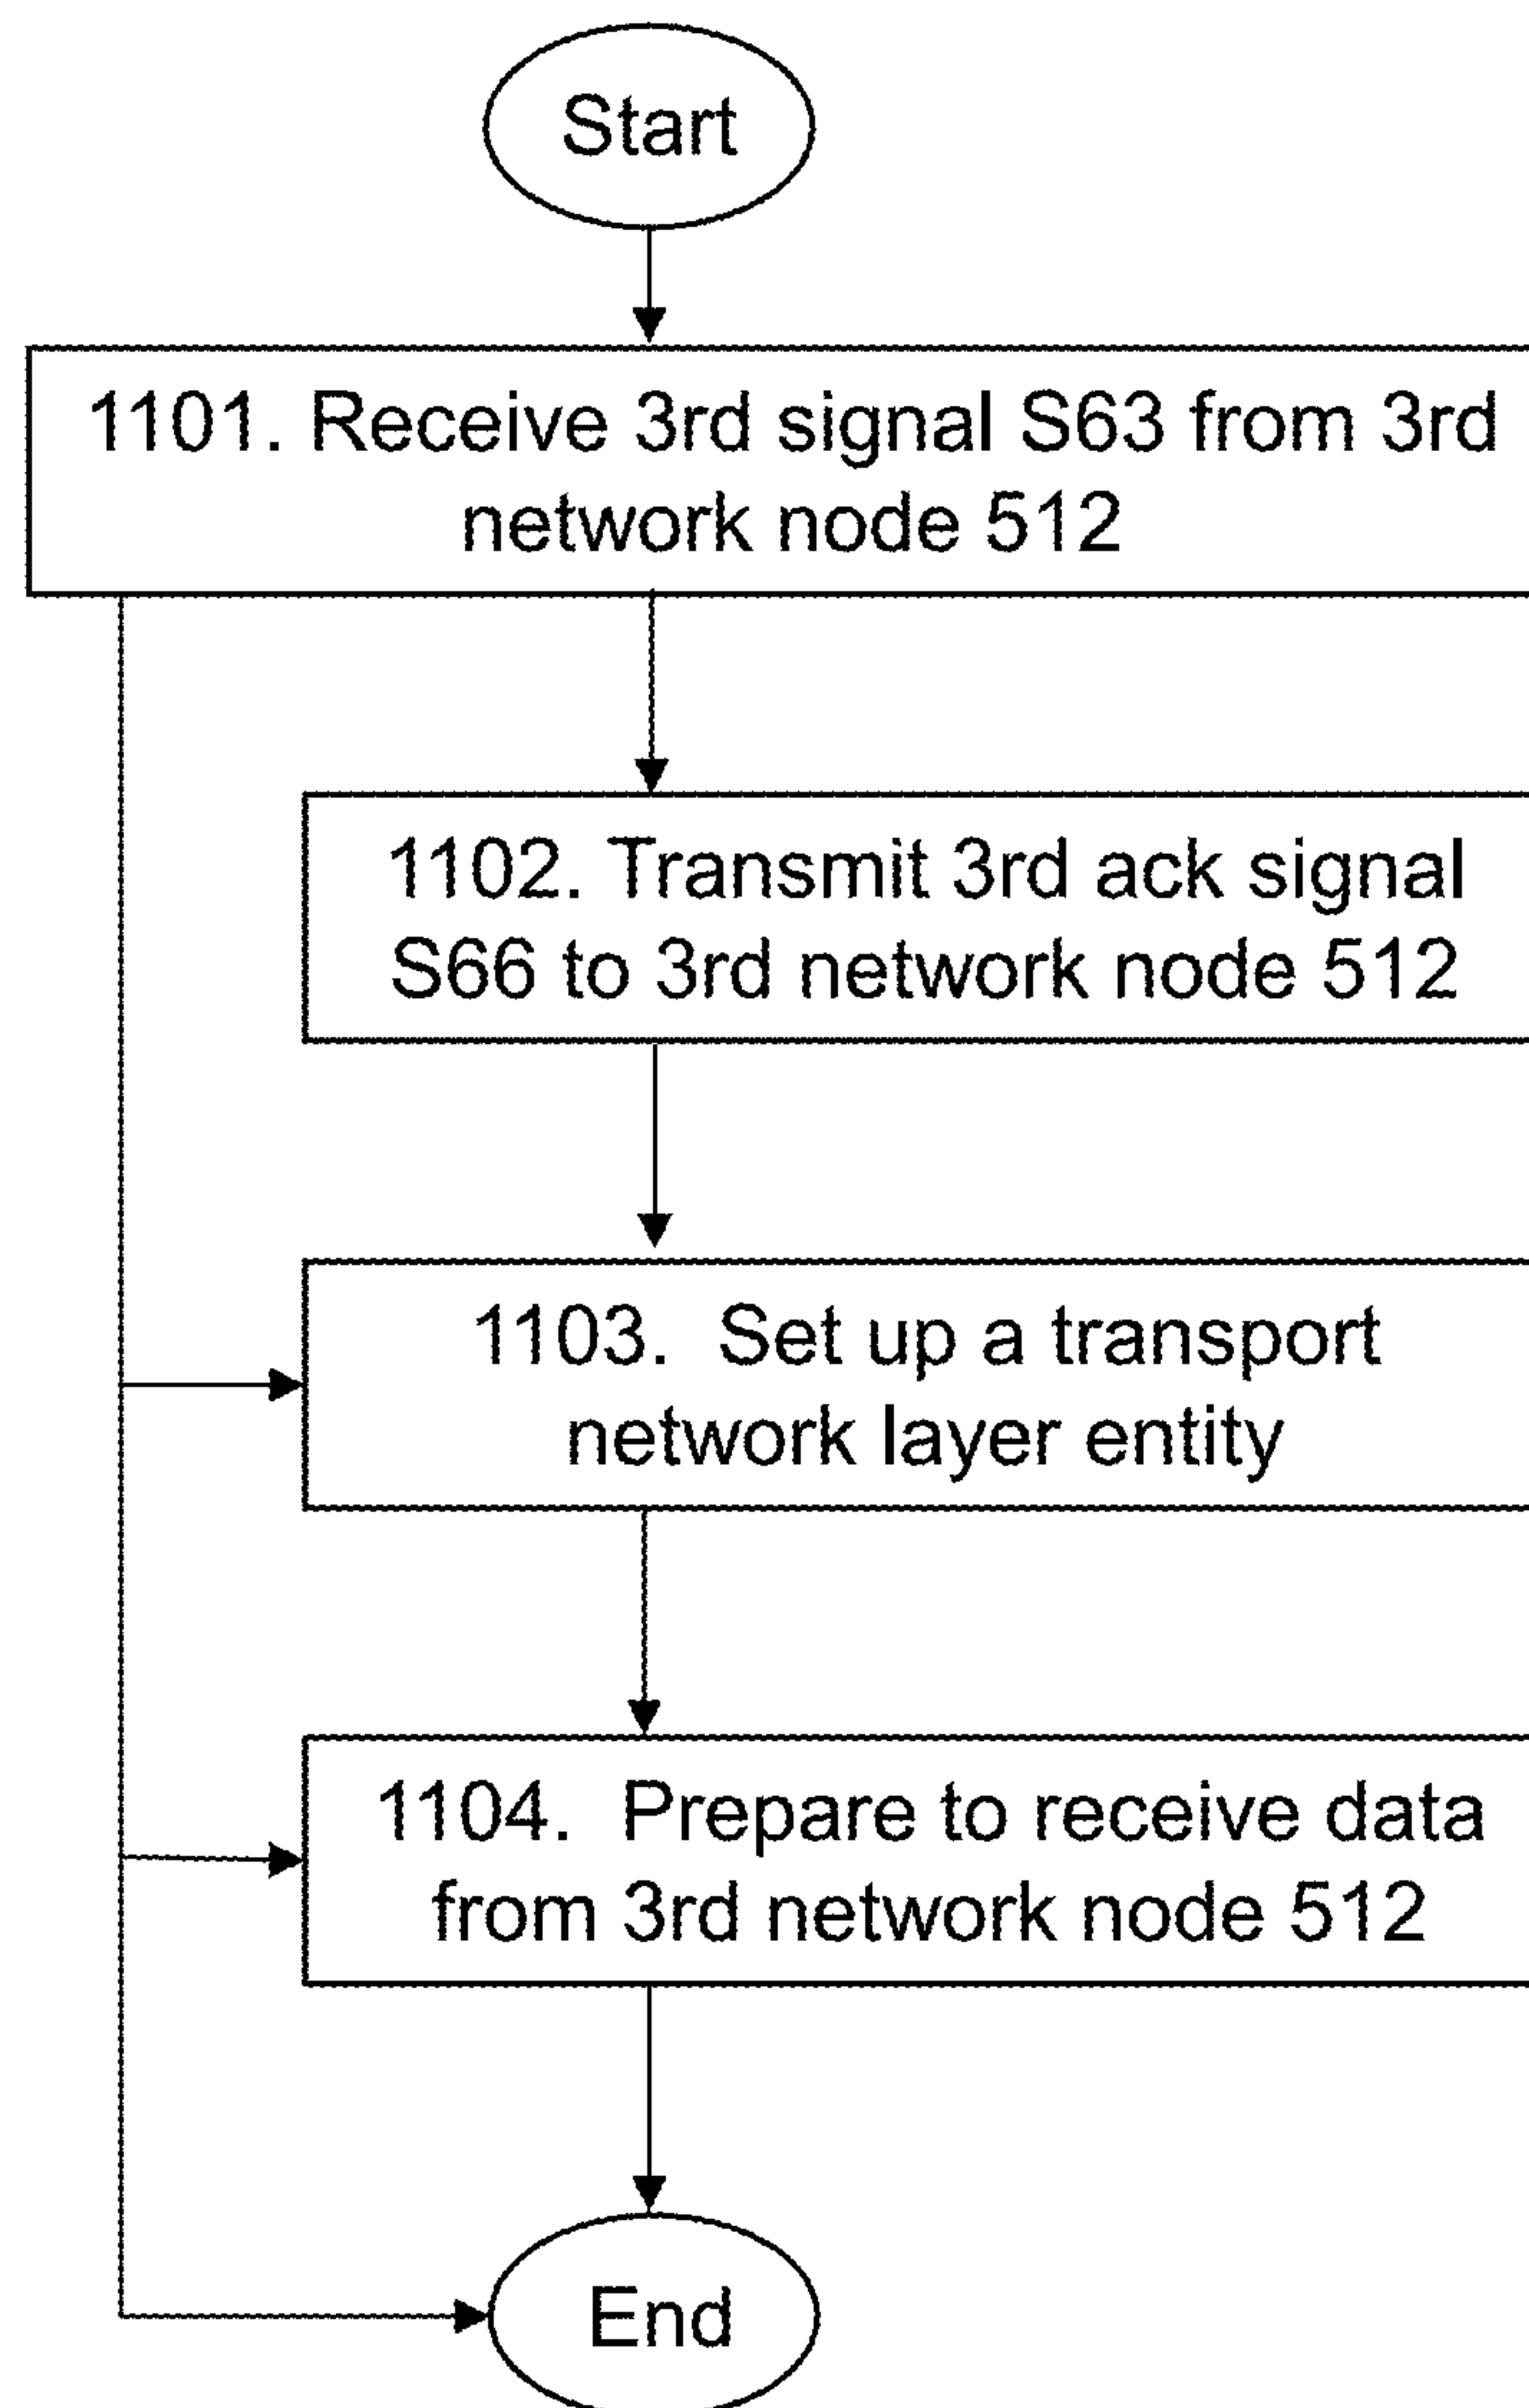 Start
1101. Receive 3rd signal S63 from 3rd
network node 512
1102. Transmit 3rd ack signal
S66 to 3rd network node 512
1103. Set up a transport
network layer entity
1104. Prepare to receive data
from 3rd network node 512
End